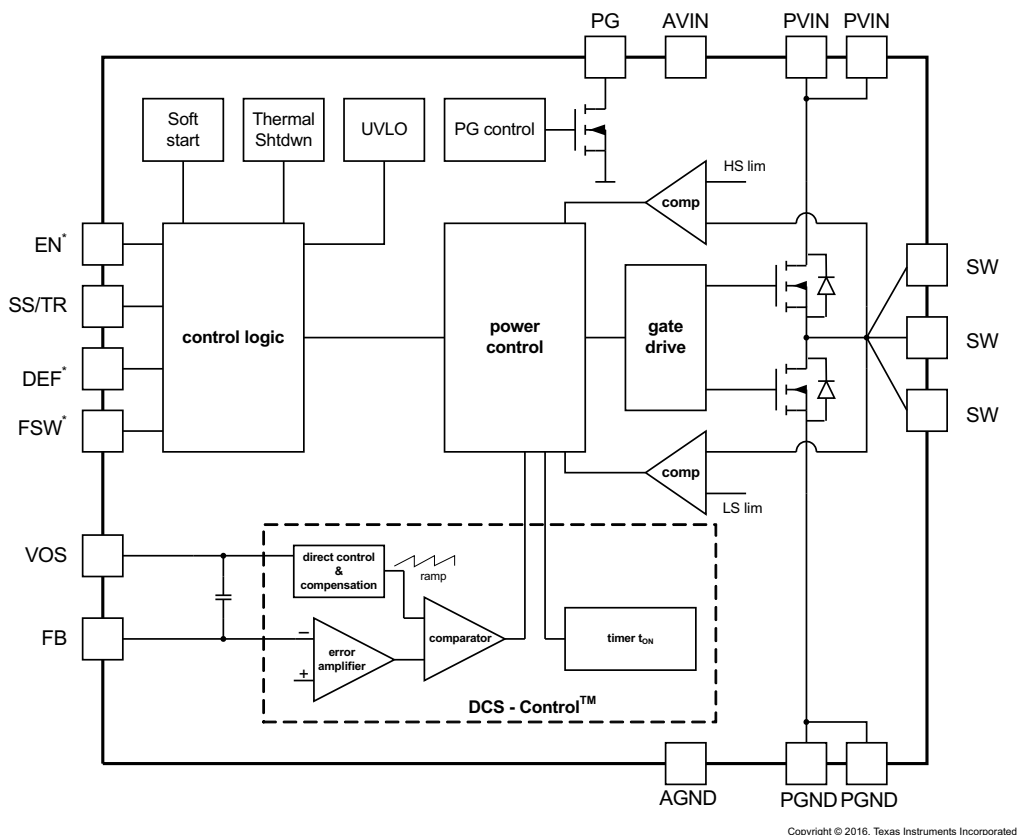 PG
AVIN
PVIN
PVIN
Soft
start
Thermal
Shtdwn
UVLO
PG control
HS lim
comp
EN*
SS/TR
DEF*
FSW*
control logic
power
control
gate
drive
SW
SW
SW
comp
LS lim
VOS
FB
direct control
&
compensation
ramp
error
amplifier
−
+
comparator
timer tON
DCS - Control™
AGND
PGND
PGND
Copyright © 2016, Texas Instruments Incorporated